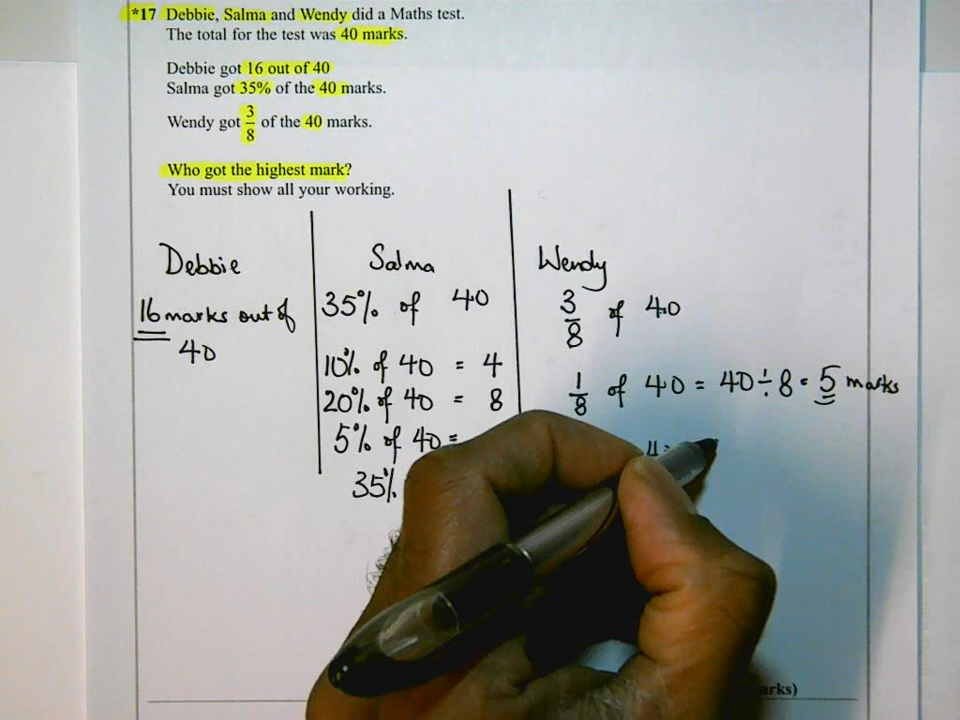 *17 Debbie, Salma and Wendy did a Maths test.
The total for the test was 40 marks.
Debbie got 16 out of 40
Salma got 35% of the 40 marks.
Wendy got 3/8 of the 40 marks.
Who got the highest mark?
You must show all your working.
Debbie
16 marks out of
40
Salma
35% of 40
10% of 40 = 4
20% of 40 = 8
5% of 40 =
35%
Wendy
3/8 of 40
1/8 of 40 = 40 ÷ 8 = 5 marks